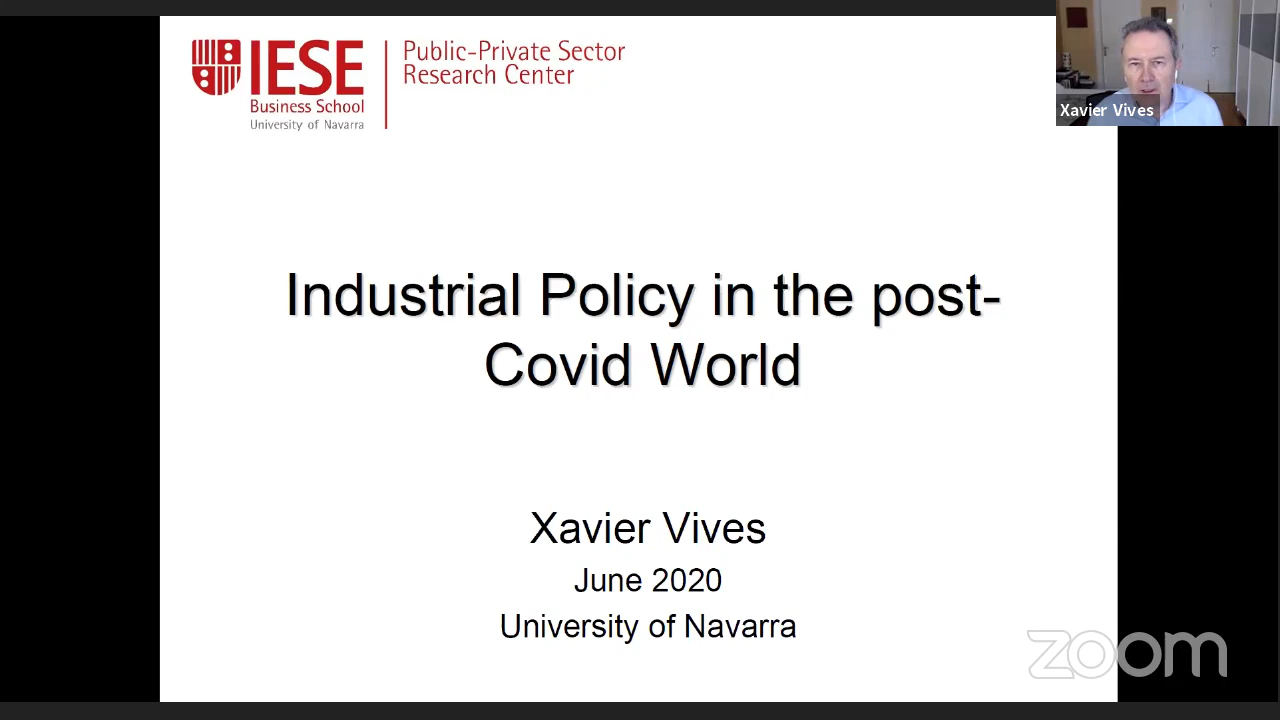 IESE
Business School
University of Navarra
Public-Private Sector
Research Center
Xavier Vives
Industrial Policy in the post-
Covid World
Xavier Vives
June 2020
University of Navarra
zoom